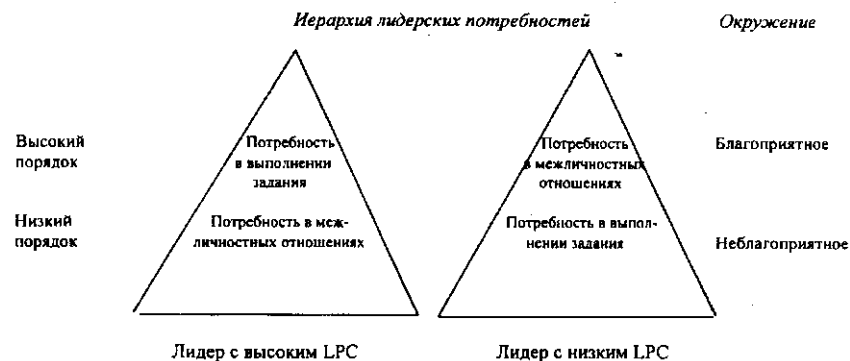 Иерархия лидерских потребностей
Окружение
Высокий
порядок
Потребность
в выполнении
задания
Потребность
в межличностных
отношениях
Благоприятное
Низкий
порядок
Потребность в меж-
личностных отношениях
Потребность в выпол-
нении задания
Неблагоприятное
Лидер с высоким LPC
Лидер с низким LPC